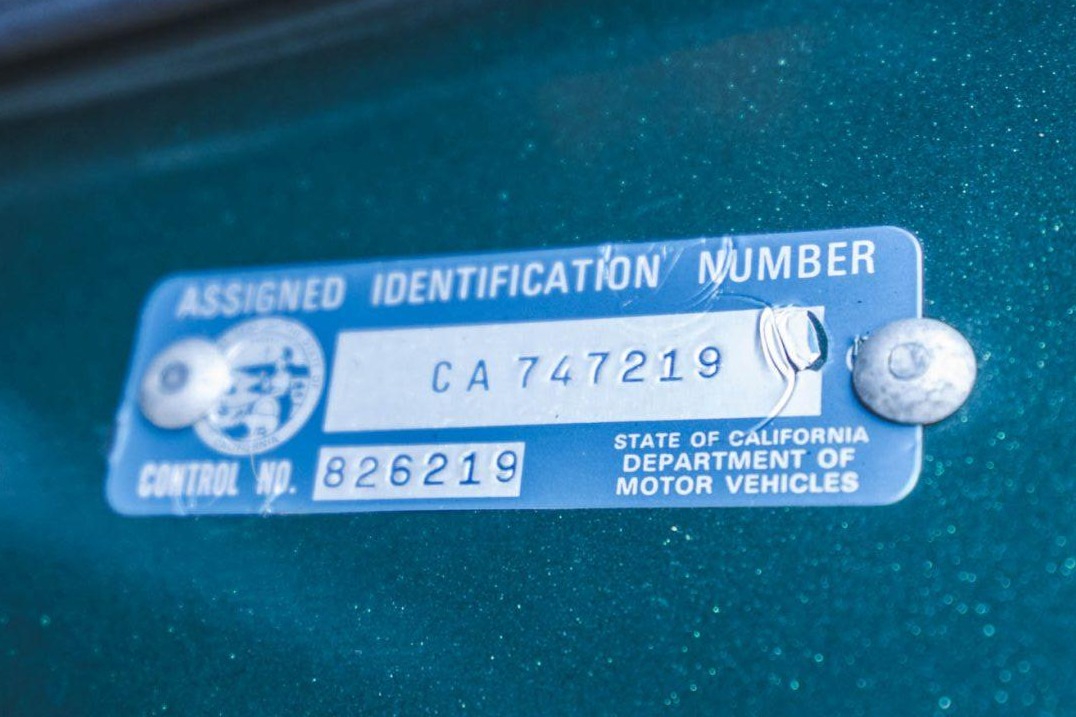 ASSIGNED IDENTIFICATION NUMBER
CA 747219
CONTROL NO. 826219
STATE OF CALIFORNIA
DEPARTMENT OF
MOTOR VEHICLES